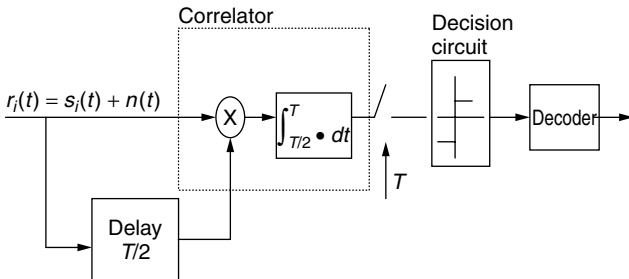 Correlator
Decision
circuit
r_i(t) = s_i(t) + n(t)
X
∫_{T/2}^{T} • dt
Decoder
T
Delay
T/2